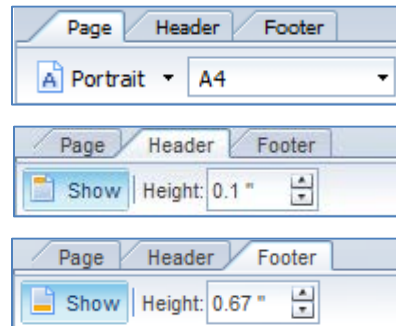 Page Header Footer
A Portrait A4
Page Header Footer
Show Height: 0.1 "
Page Header Footer
Show Height: 0.67 "